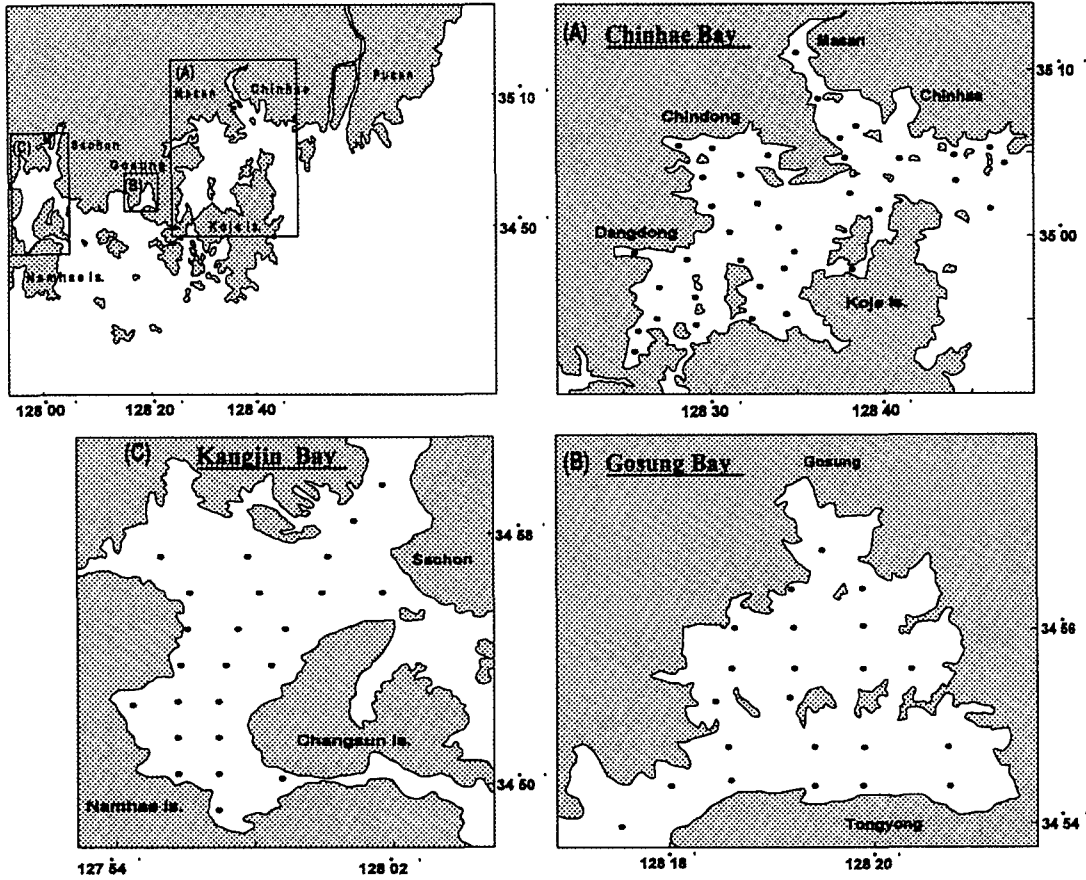 (A)
Masan
Chinhae
Pusan
(C)
Sachon
Gosung
(B)
Koje is.
Namhae is.
35 10
34 50
128 00 128 20 128 40
(A) Chinhae Bay
Masan
Chinhae
Chindong
Dangdong
Koje is.
35 10
35 00
128 30 128 40
(C) Kangjin Bay
Sachon
Changsun is.
Namhae is.
34 58
34 50
127 54 128 02
(B) Gosung Bay
Gosung
Tongyong
34 56
34 54
128 18 128 20